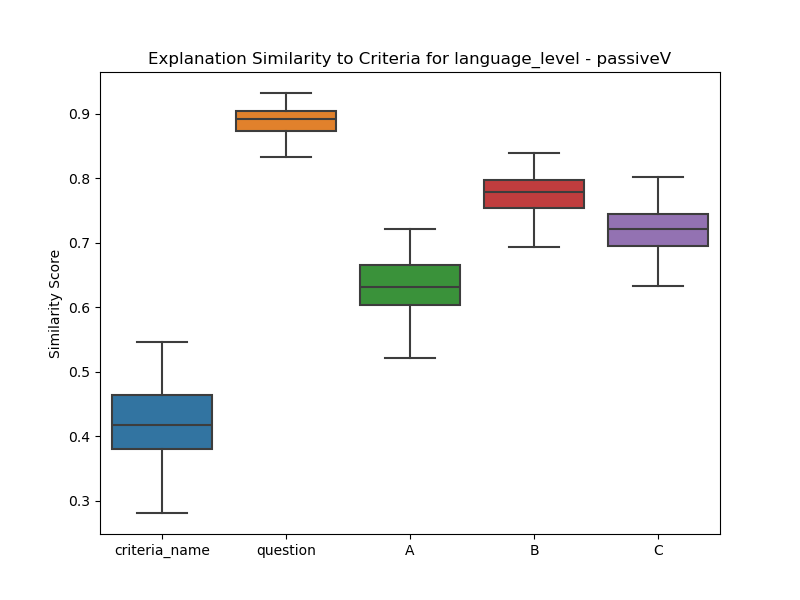 Explanation Similarity to Criteria for language_level - passiveV
Similarity Score
0.9
0.8
0.7
0.6
0.5
0.4
0.3
criteria_name
question
A
B
C